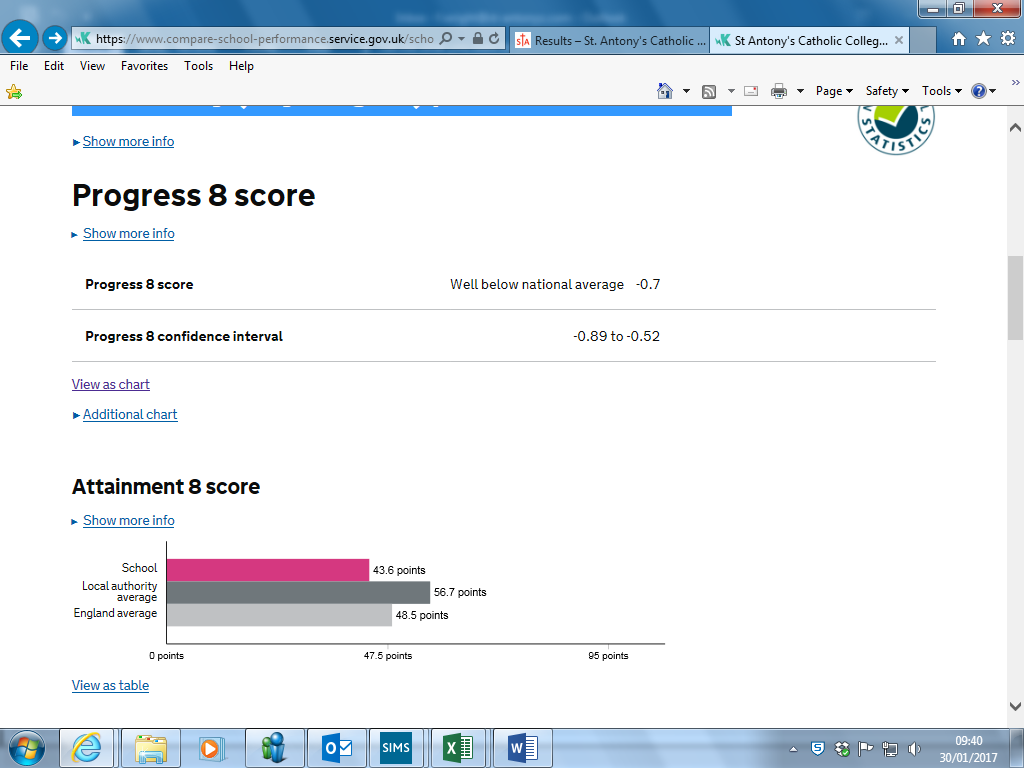 https://www.compare-school-performance.service.gov.uk/scho
Results – St. Antony's Catholic ...
St Antony's Catholic Colleg...
File Edit View Favorites Tools Help
Page Safety Tools
STATISTICS
Show more info
Progress 8 score
Show more info
Progress 8 score Well below national average -0.7
Progress 8 confidence interval -0.89 to -0.52
View as chart
Additional chart
Attainment 8 score
Show more info
School 43.6 points
Local authority
average 56.7 points
England average 48.5 points
0 points 47.5 points 95 points
View as table
SIMS
09:40
30/01/2017